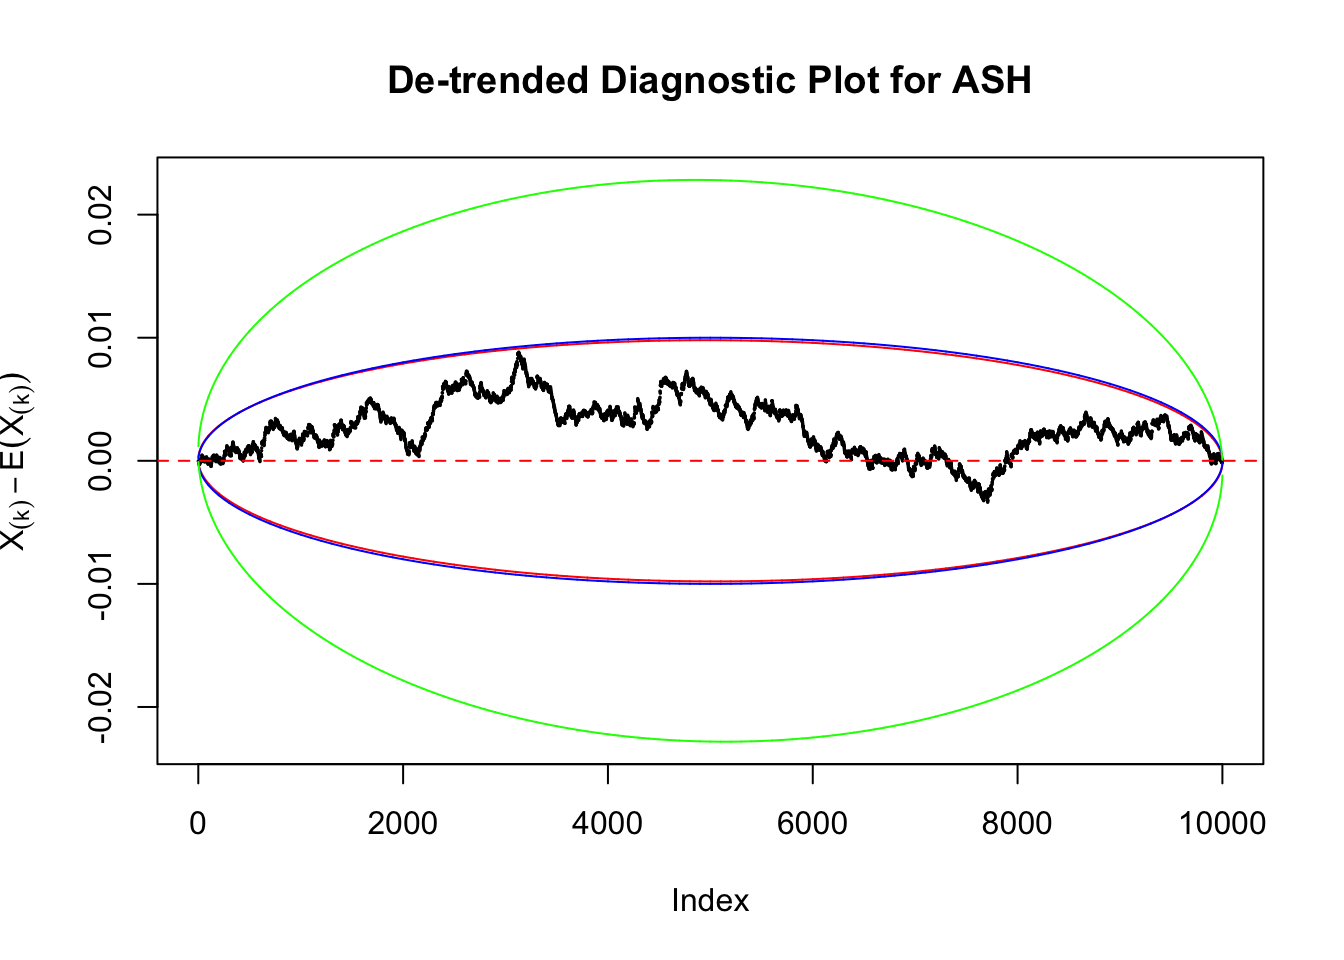 De-trended Diagnostic Plot for ASH
X(k) − E(X(k))
0.02
0.01
0.00
-0.01
-0.02
0 2000 4000 6000 8000 10000
Index